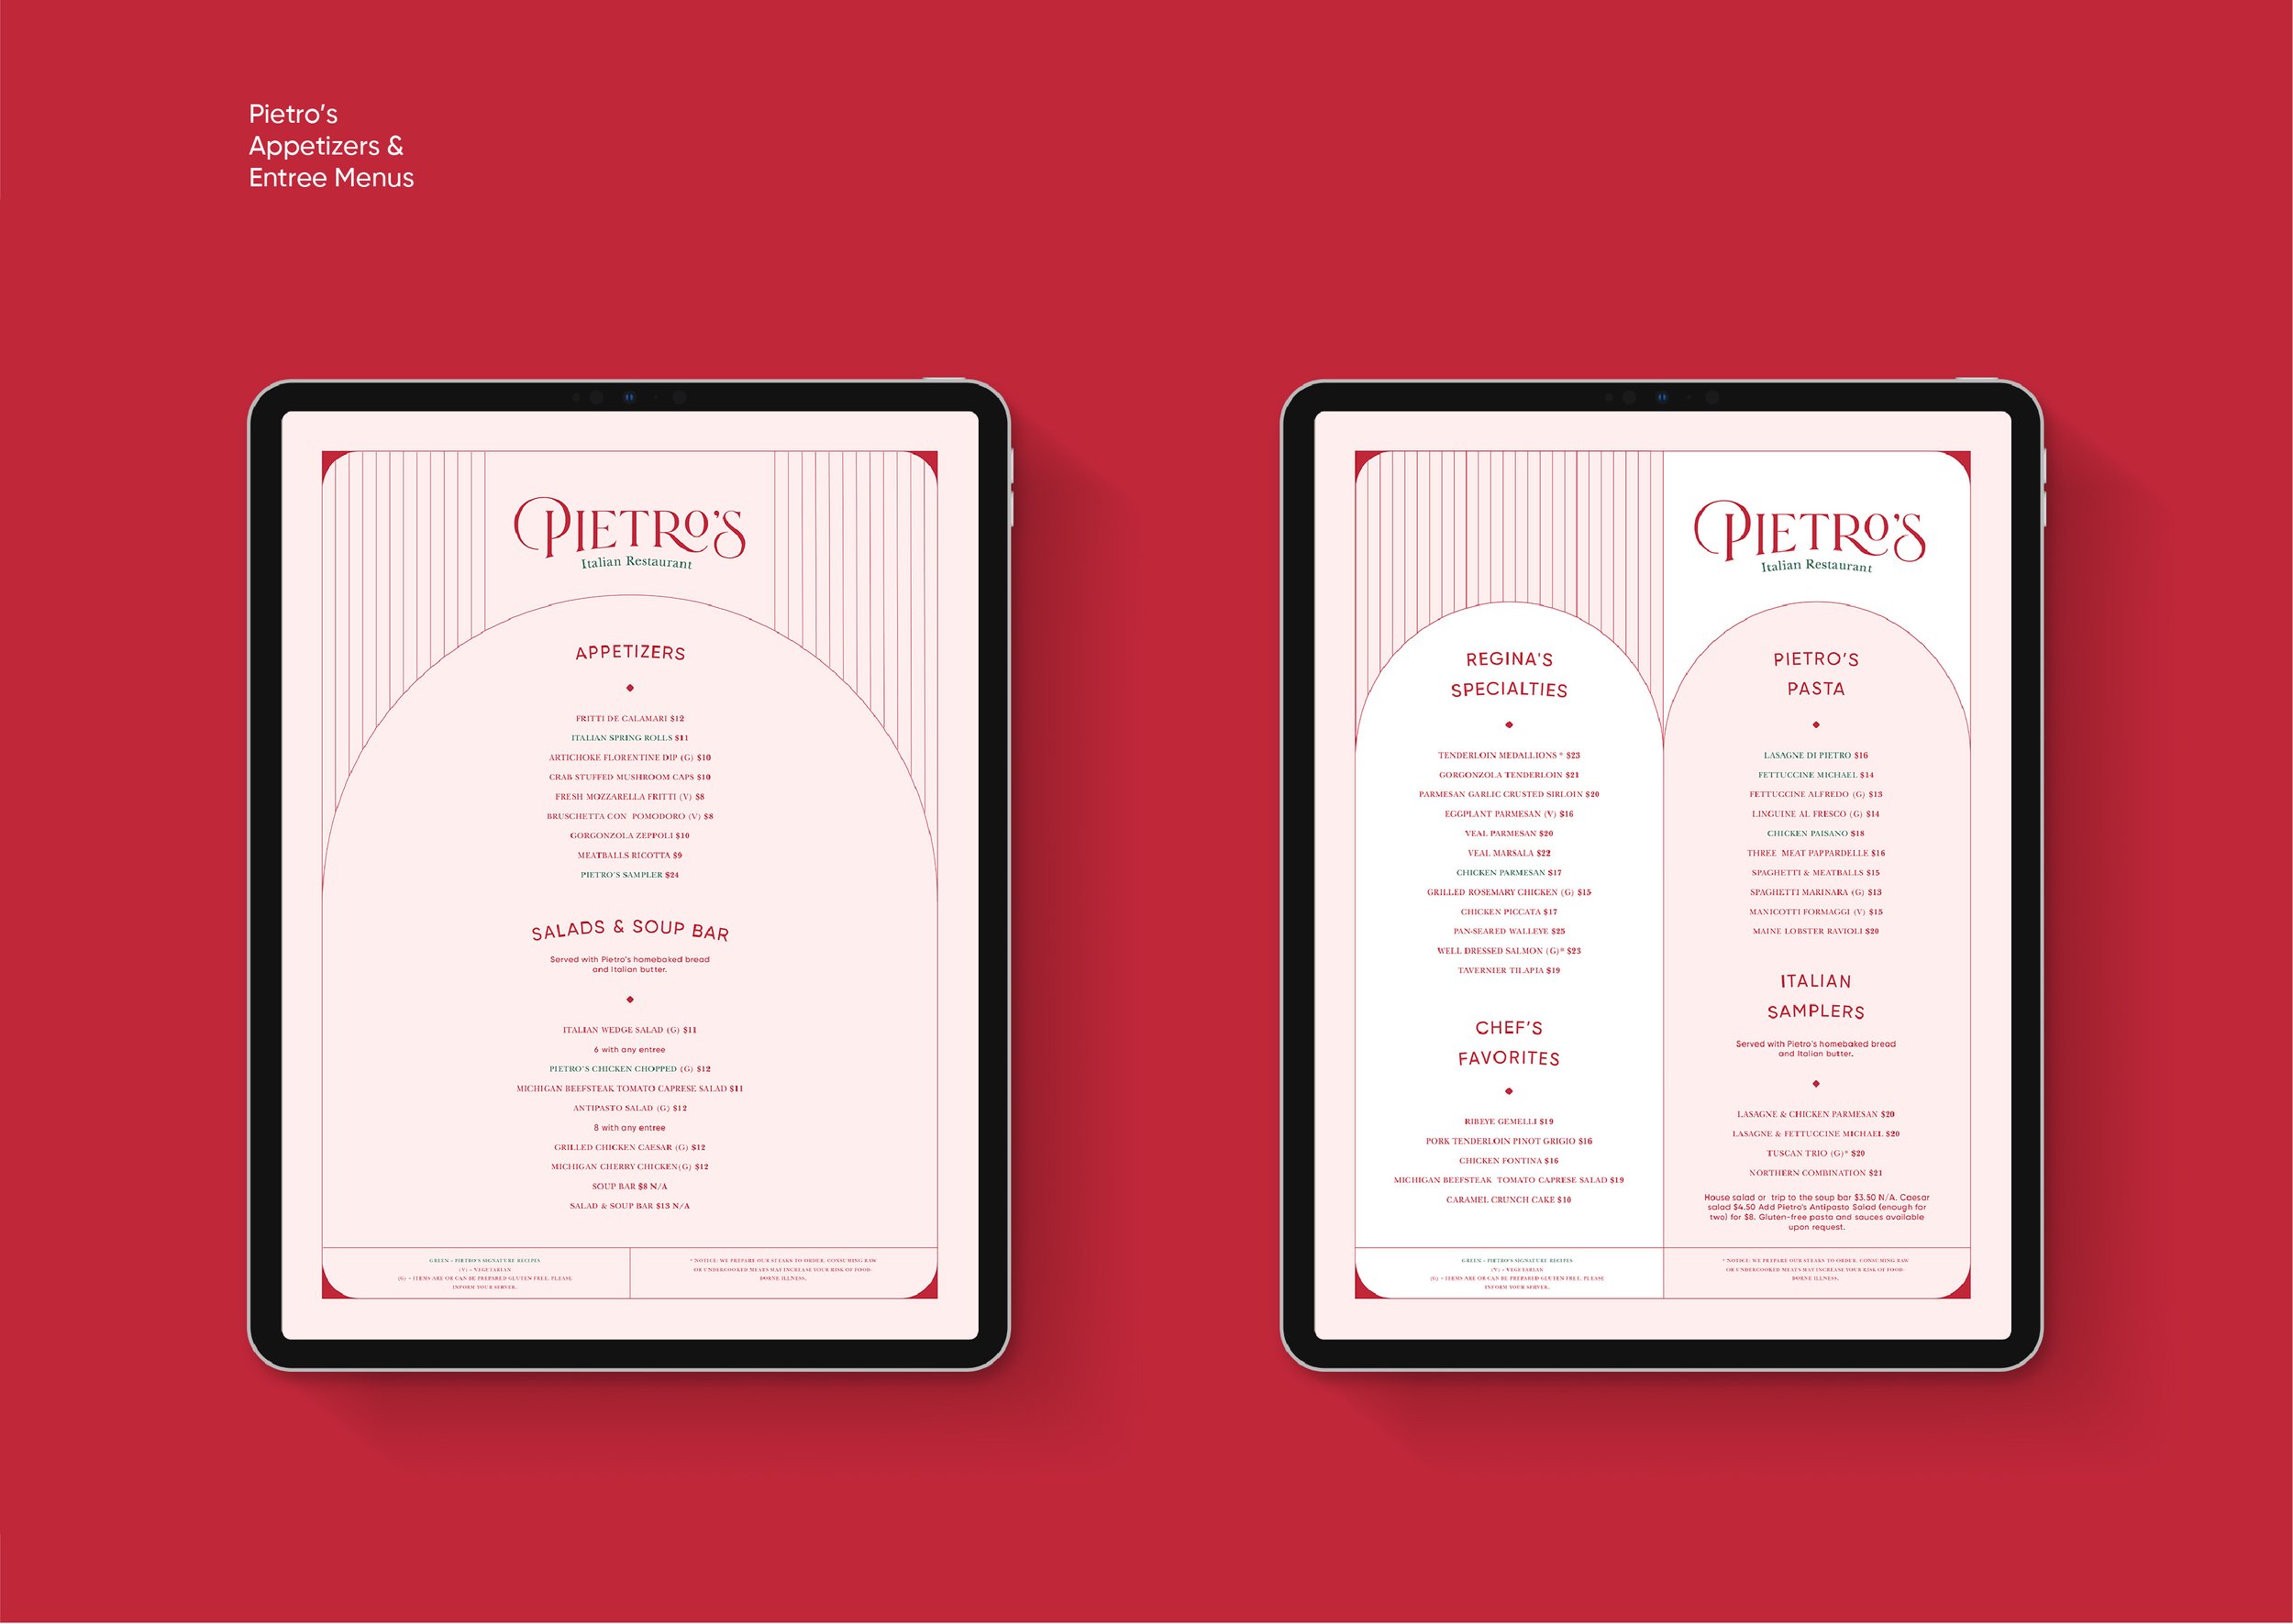 Pietro's
Appetizers &
Entree Menus
PIETRO'S
Italian Restaurant
APPETIZERS
FRITTI DE CALAMARI $12
ITALIAN SPRING ROLLS $11
ARTICHOKE FLORENTINE DIP (G) $10
CRAB STUFFED MUSHROOM CAPS $10
FRESH MOZZARELLA FRITTI (V) $8
BRUSCHETTA CON POMODORO (V) $8
GORGONZOLA ZEPPOLI $10
MEATBALLS RICOTTA $9
PIETRO'S SAMPLER $24
SALADS & SOUP BAR
Served with Pietro's homebaked bread
and Italian butter.
ITALIAN WEDGE SALAD (G) $11
6 with any entree
PIETRO'S CHICKEN CHOPPED (G) $12
MICHIGAN BEEFSTEAK TOMATO CAPRESE SALAD $11
ANTIPASTO SALAD (G) $12
8 with any entree
GRILLED CHICKEN CAESAR (G) $12
MICHIGAN CHERRY CHICKEN(G) $12
SOUP BAR $8 N/A
SALAD & SOUP BAR $13 N/A
GREEN = PIETRO'S SIGNATURE RECIPES
(V) = VEGETARIAN
(G) = ITEMS ARE OR CAN BE PREPARED GLUTEN FREE. PLEASE
INFORM YOUR SERVER.
* NOTICE: WE PREPARE OUR STEAKS TO ORDER. CONSUMING RAW
OR UNDERCOOKED MEATS MAY INCREASE YOUR RISK OF FOOD-
BORNE ILLNESS.
PIETRO'S
Italian Restaurant
REGINA'S
SPECIALTIES
TENDERLOIN MEDALLIONS * $23
GORGONZOLA TENDERLOIN $21
PARMESAN GARLIC CRUSTED SIRLOIN $20
EGGPLANT PARMESAN (V) $16
VEAL PARMESAN $20
VEAL MARSALA $22
CHICKEN PARMESAN $17
GRILLED ROSEMARY CHICKEN (G) $15
CHICKEN PICCATA $17
PAN-SEARED WALLEYE $25
WELL DRESSED SALMON (G)* $23
TAVERNIER TILAPIA $19
CHEF'S
FAVORITES
RIBEYE GEMELLI $19
PORK TENDERLOIN PINOT GRIGIO $16
CHICKEN FONTINA $16
MICHIGAN BEEFSTEAK TOMATO CAPRESE SALAD $19
CARAMEL CRUNCH CAKE $10
PIETRO'S
PASTA
LASAGNE DI PIETRO $16
FETTUCCINE MICHAEL $14
FETTUCCINE ALFREDO (G) $13
LINGUINE AL FRESCO (G) $14
CHICKEN PAISANO $18
THREE MEAT PAPPARDELLE $16
SPAGHETTI & MEATBALLS $15
SPAGHETTI MARINARA (G) $13
MANICOTTI FORMAGGI (V) $15
MAINE LOBSTER RAVIOLI $20
ITALIAN
SAMPLERS
Served with Pietro's homebaked bread
and Italian butter.
LASAGNE & CHICKEN PARMESAN $20
LASAGNE & FETTUCCINE MICHAEL $20
TUSCAN TRIO (G)* $20
NORTHERN COMBINATION $21
House salad or trip to the soup bar $3.50 N/A. Caesar
salad $4.50 Add Pietro's Antipasto Salad (enough for
two) for $8. Gluten-free pasta and sauces available
upon request.
GREEN = PIETRO'S SIGNATURE RECIPES
(V) = VEGETARIAN
(G) = ITEMS ARE OR CAN BE PREPARED GLUTEN FREE. PLEASE
INFORM YOUR SERVER.
* NOTICE: WE PREPARE OUR STEAKS TO ORDER. CONSUMING RAW
OR UNDERCOOKED MEATS MAY INCREASE YOUR RISK OF FOOD-
BORNE ILLNESS.